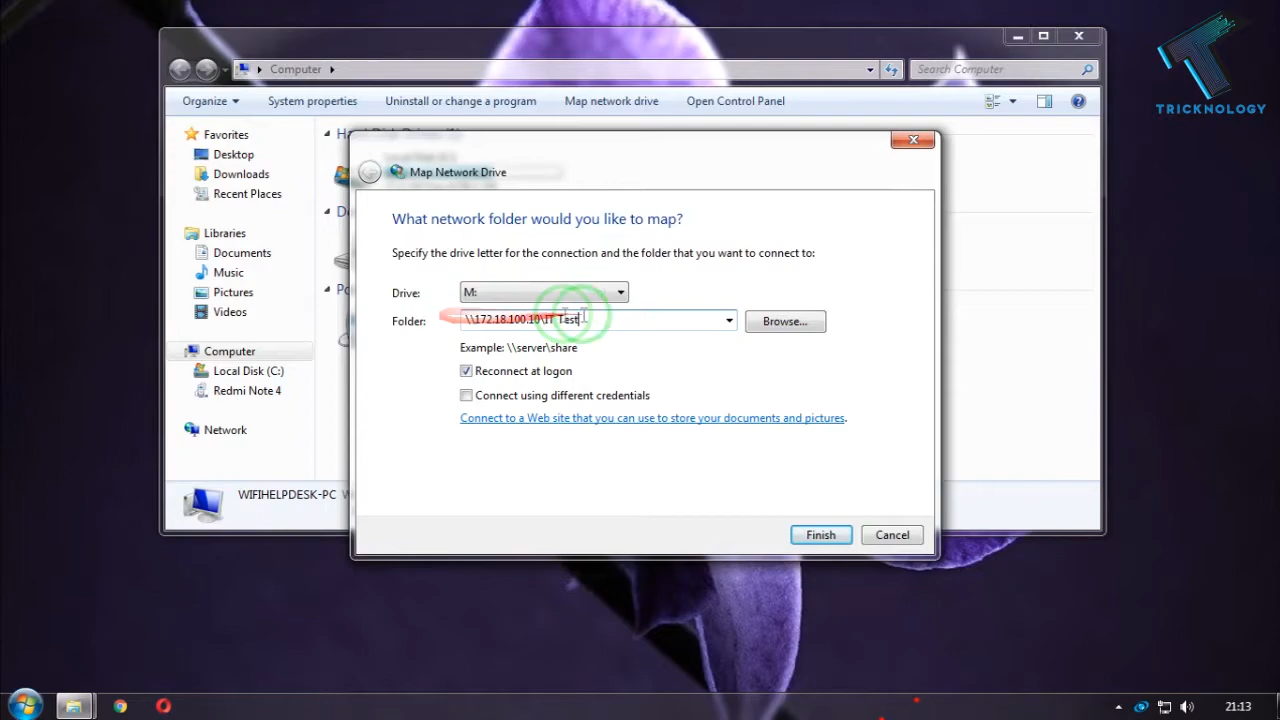 TRICKNOLOGY
Computer
Search Computer
Organize
System properties
Uninstall or change a program
Map network drive
Open Control Panel
Favorites
Desktop
Downloads
Recent Places
Libraries
Documents
Music
Pictures
Videos
Computer
Local Disk (C:)
Redmi Note 4
Network
WIFIHELPDESK-PC
Map Network Drive
What network folder would you like to map?
Specify the drive letter for the connection and the folder that you want to connect to:
Drive:
M:
Folder:
\\172.18.100.10\IT Test
Browse...
Example: \\server\share
Reconnect at logon
Connect using different credentials
Connect to a Web site that you can use to store your documents and pictures.
Finish
Cancel
21:13